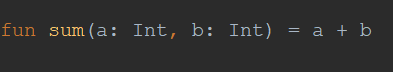 fun sum(a: Int, b: Int) = a + b